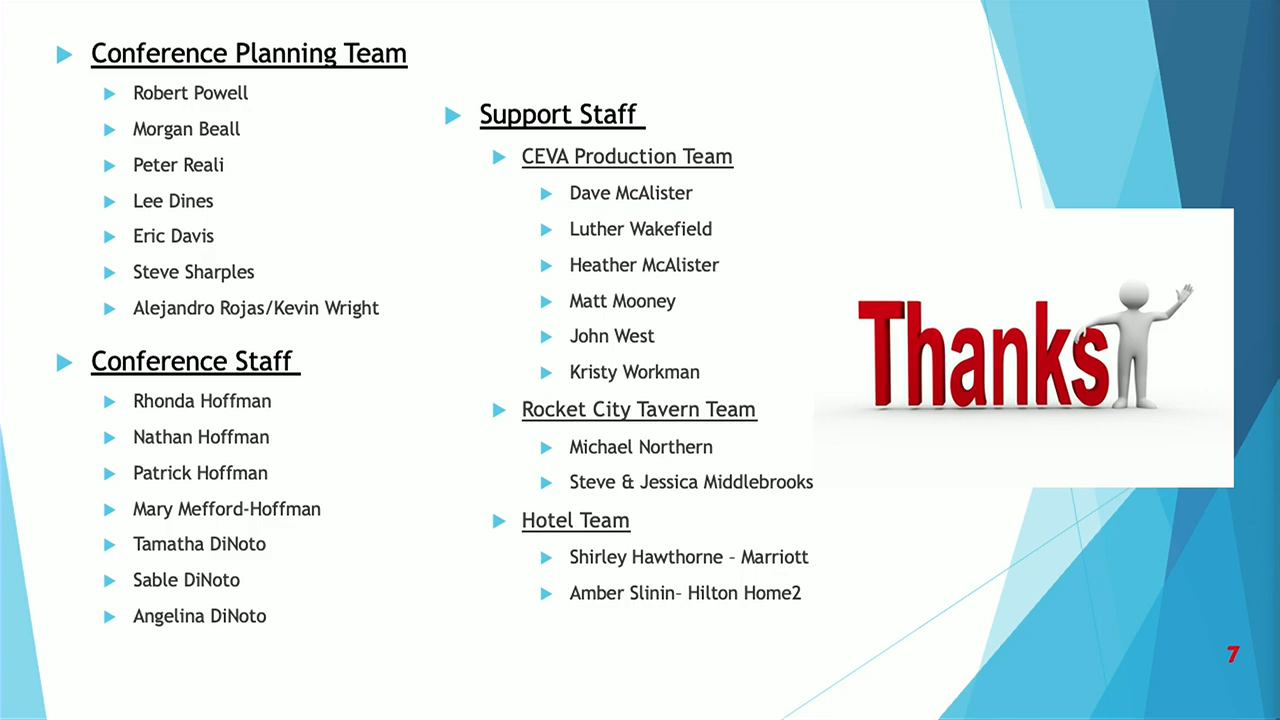 Conference Planning Team
Robert Powell
Morgan Beall
Peter Reali
Lee Dines
Eric Davis
Steve Sharples
Alejandro Rojas/Kevin Wright
Conference Staff
Rhonda Hoffman
Nathan Hoffman
Patrick Hoffman
Mary Mefford-Hoffman
Tamatha DiNoto
Sable DiNoto
Angelina DiNoto
Support Staff
CEVA Production Team
Dave McAlister
Luther Wakefield
Heather McAlister
Matt Mooney
John West
Kristy Workman
Rocket City Tavern Team
Michael Northern
Steve & Jessica Middlebrooks
Hotel Team
Shirley Hawthorne – Marriott
Amber Slinin– Hilton Home2
Thanks
7